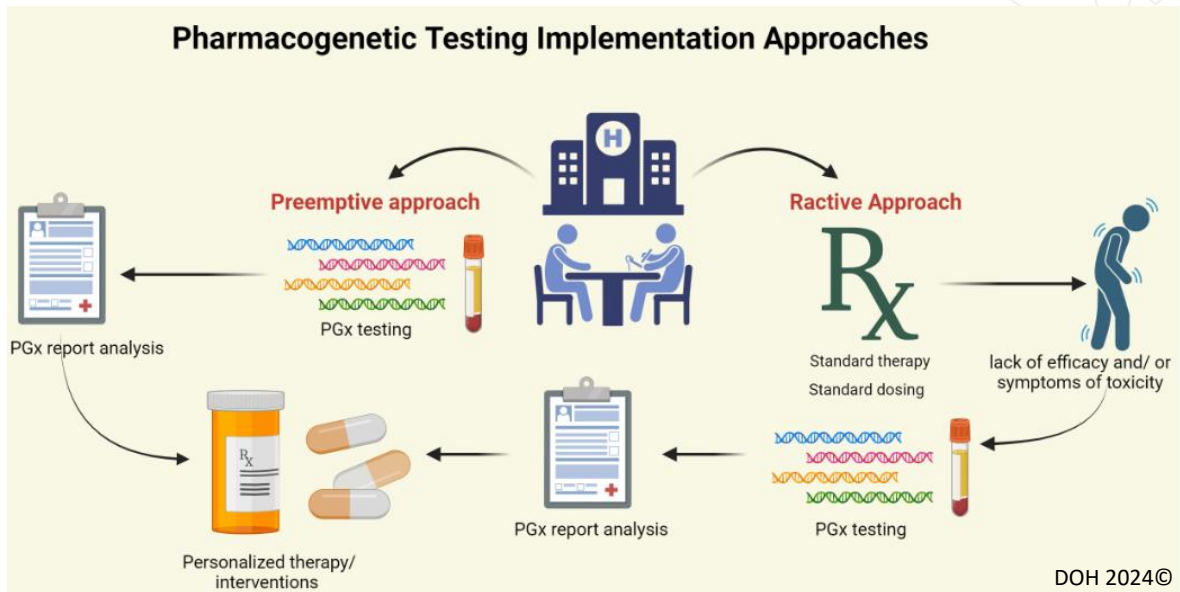 Pharmacogenetic Testing Implementation Approaches
H
Preemptive approach
PGx testing
PGx report analysis
Ractive Approach
Rx
Standard therapy
Standard dosing
lack of efficacy and/ or
symptoms of toxicity
PGx testing
PGx report analysis
Rx
Personalized therapy/
interventions
DOH 2024©